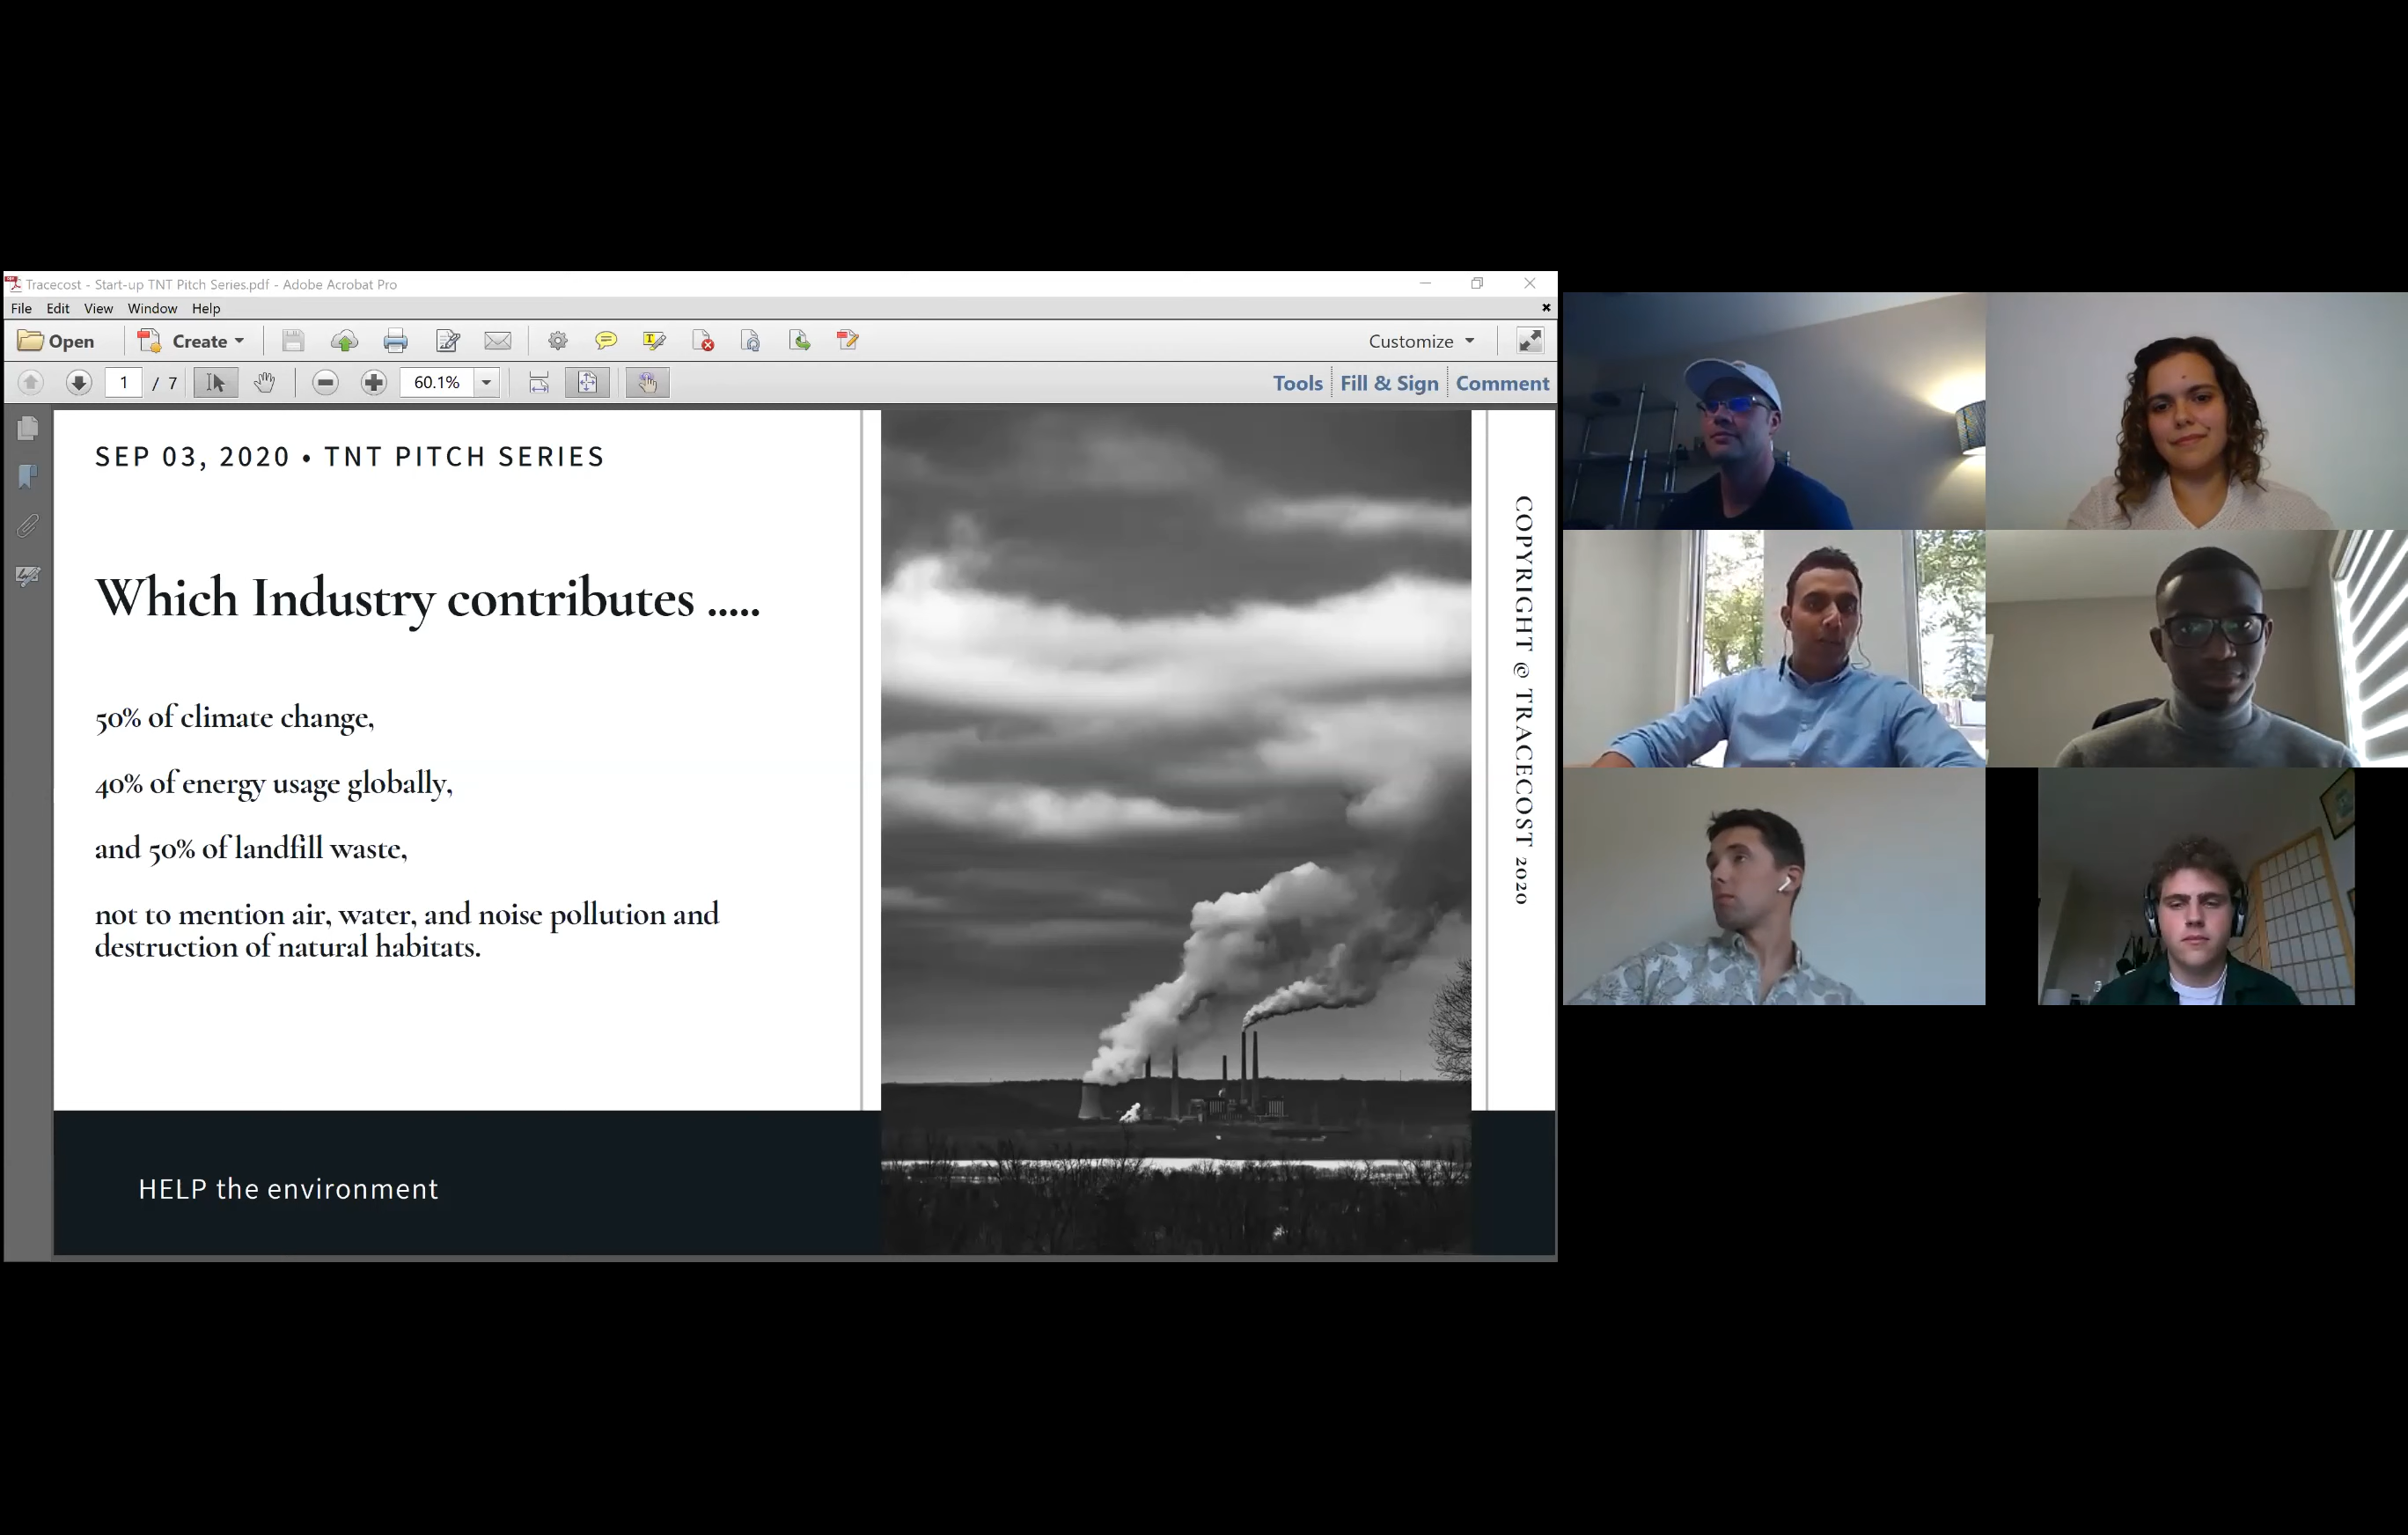 Tracecost - Start-up TNT Pitch Series.pdf - Adobe Acrobat Pro
File Edit View Window Help
Open Create Customize
1 / 7 60.1% Tools Fill & Sign Comment
SEP 03, 2020 • TNT PITCH SERIES
Which Industry contributes .....
50% of climate change,
40% of energy usage globally,
and 50% of landfill waste,
not to mention air, water, and noise pollution and
destruction of natural habitats.
HELP the environment
COPYRIGHT @ TRACECOST 2020